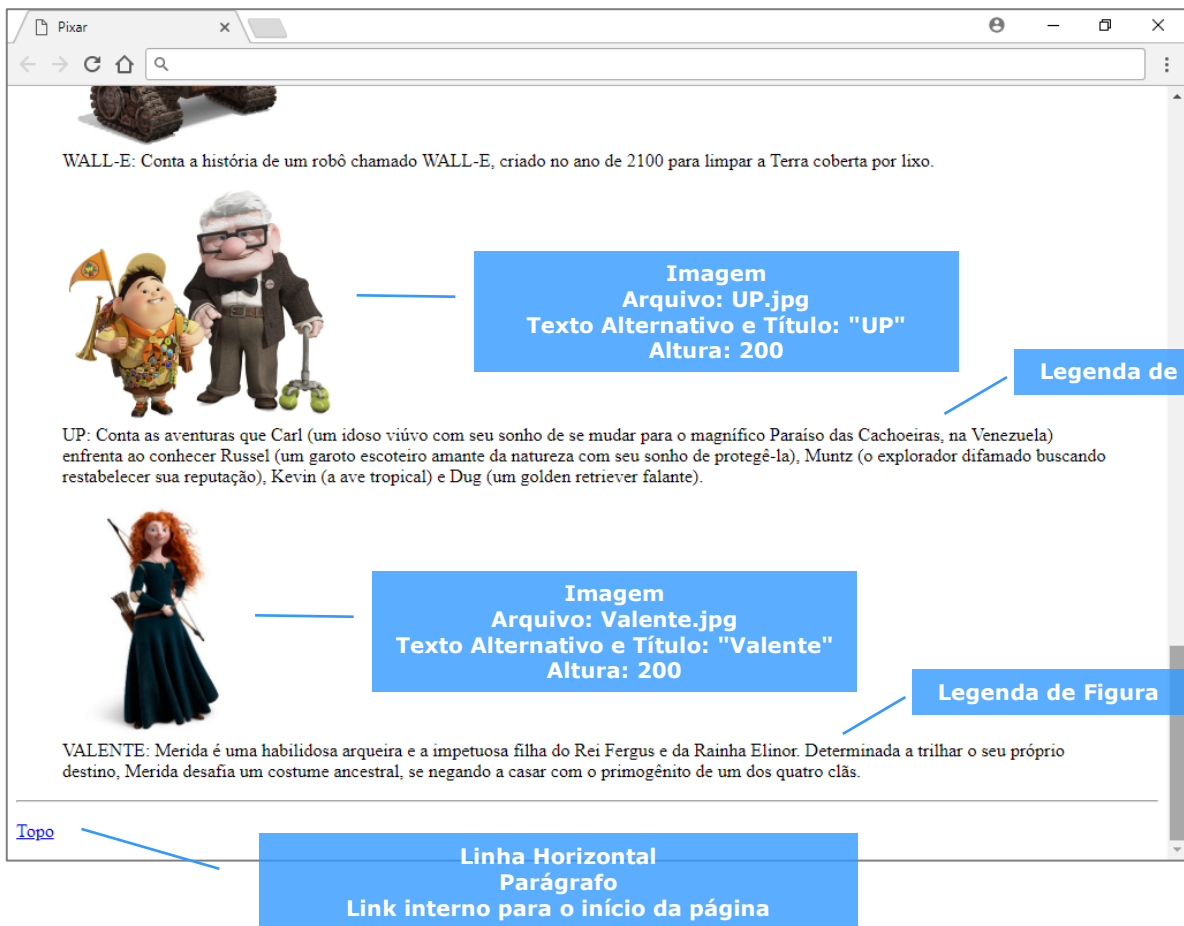 Pixar
WALL-E: Conta a história de um robô chamado WALL-E, criado no ano de 2100 para limpar a Terra coberta por lixo.
Imagem
Arquivo: UP.jpg
Texto Alternativo e Título: "UP"
Altura: 200
Legenda de
UP: Conta as aventuras que Carl (um idoso viúvo com seu sonho de se mudar para o magnífico Paraíso das Cachoeiras, na Venezuela)
enfrenta ao conhecer Russel (um garoto escoteiro amante da natureza com seu sonho de protegê-la), Muntz (o explorador difamado buscando
restabelecer sua reputação), Kevin (a ave tropical) e Dug (um golden retriever falante).
Imagem
Arquivo: Valente.jpg
Texto Alternativo e Título: "Valente"
Altura: 200
Legenda de Figura
VALENTE: Merida é uma habilidosa arqueira e a impetuosa filha do Rei Fergus e da Rainha Elinor. Determinada a trilhar o seu próprio
destino, Merida desafia um costume ancestral, se negando a casar com o primogênito de um dos quatro clãs.
Topo
Linha Horizontal
Parágrafo
Link interno para o início da página